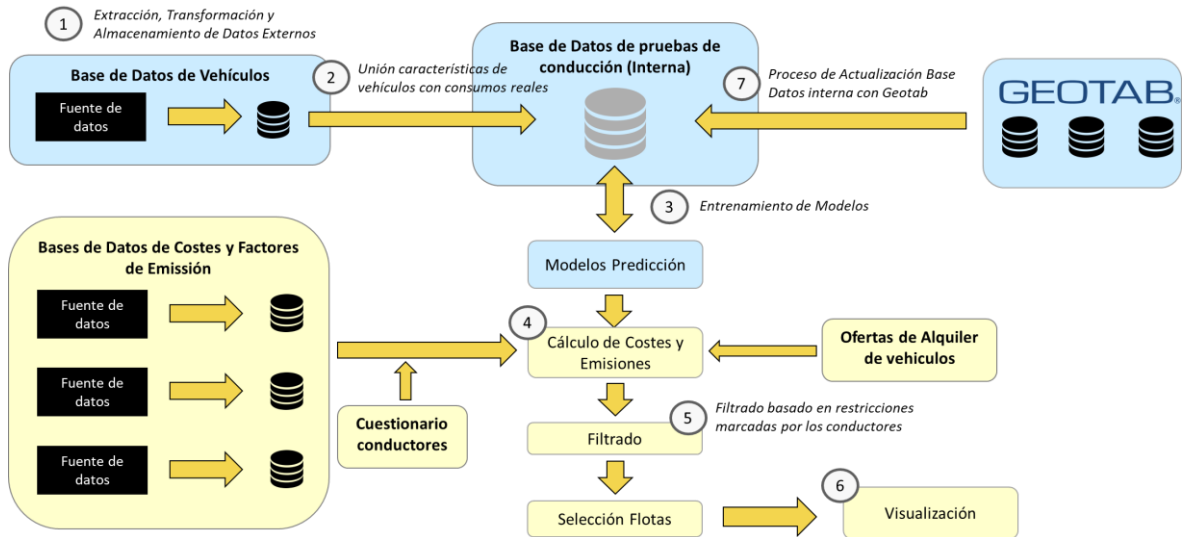 1
Extracción, Transformación y
Almacenamiento de Datos Externos
Base de Datos de Vehículos
Fuente de
datos
2
Unión características de
vehículos con consumos reales
Base de Datos de pruebas de
conducción (Interna)
7
Proceso de Actualización Base
Datos interna con Geotab
GEOTAB®
3
Entrenamiento de Modelos
Modelos Predicción
Bases de Datos de Costes y Factores
de Emisión
Fuente de
datos
Fuente de
datos
Fuente de
datos
4
Cálculo de Costes y
Emisiones
Ofertas de Alquiler
de vehiculos
Cuestionario
conductores
5
Filtrado basado en restricciones
marcadas por los conductores
Filtrado
Selección Flotas
6
Visualización